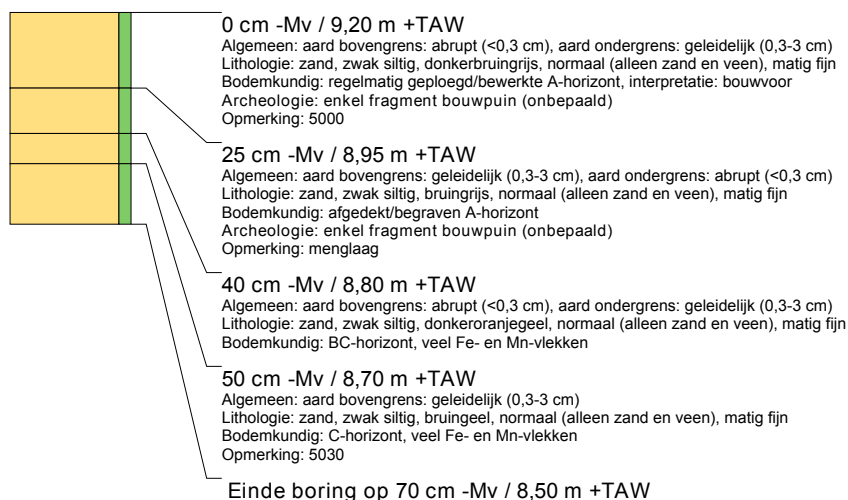 0 cm -Mv / 9,20 m +TAW
Algemeen: aard bovengrens: abrupt (<0,3 cm), aard ondergrens: geleidelijk (0,3-3 cm)
Lithologie: zand, zwak siltig, donkerbruingrijs, normaal (alleen zand en veen), matig fijn
Bodemkundig: regelmatig geploegd/bewerkte A-horizont, interpretatie: bouwvoor
Archeologie: enkel fragment bouwpuin (onbepaald)
Opmerking: 5000
25 cm -Mv / 8,95 m +TAW
Algemeen: aard bovengrens: geleidelijk (0,3-3 cm), aard ondergrens: abrupt (<0,3 cm)
Lithologie: zand, zwak siltig, bruingrijs, normaal (alleen zand en veen), matig fijn
Bodemkundig: afgedekt/begraven A-horizont
Archeologie: enkel fragment bouwpuin (onbepaald)
Opmerking: menglaag
40 cm -Mv / 8,80 m +TAW
Algemeen: aard bovengrens: abrupt (<0,3 cm), aard ondergrens: geleidelijk (0,3-3 cm)
Lithologie: zand, zwak siltig, donkeroranjegeel, normaal (alleen zand en veen), matig fijn
Bodemkundig: BC-horizont, veel Fe- en Mn-vlekken
50 cm -Mv / 8,70 m +TAW
Algemeen: aard bovengrens: geleidelijk (0,3-3 cm)
Lithologie: zand, zwak siltig, bruingeel, normaal (alleen zand en veen), matig fijn
Bodemkundig: C-horizont, veel Fe- en Mn-vlekken
Opmerking: 5030
Einde boring op 70 cm -Mv / 8,50 m +TAW